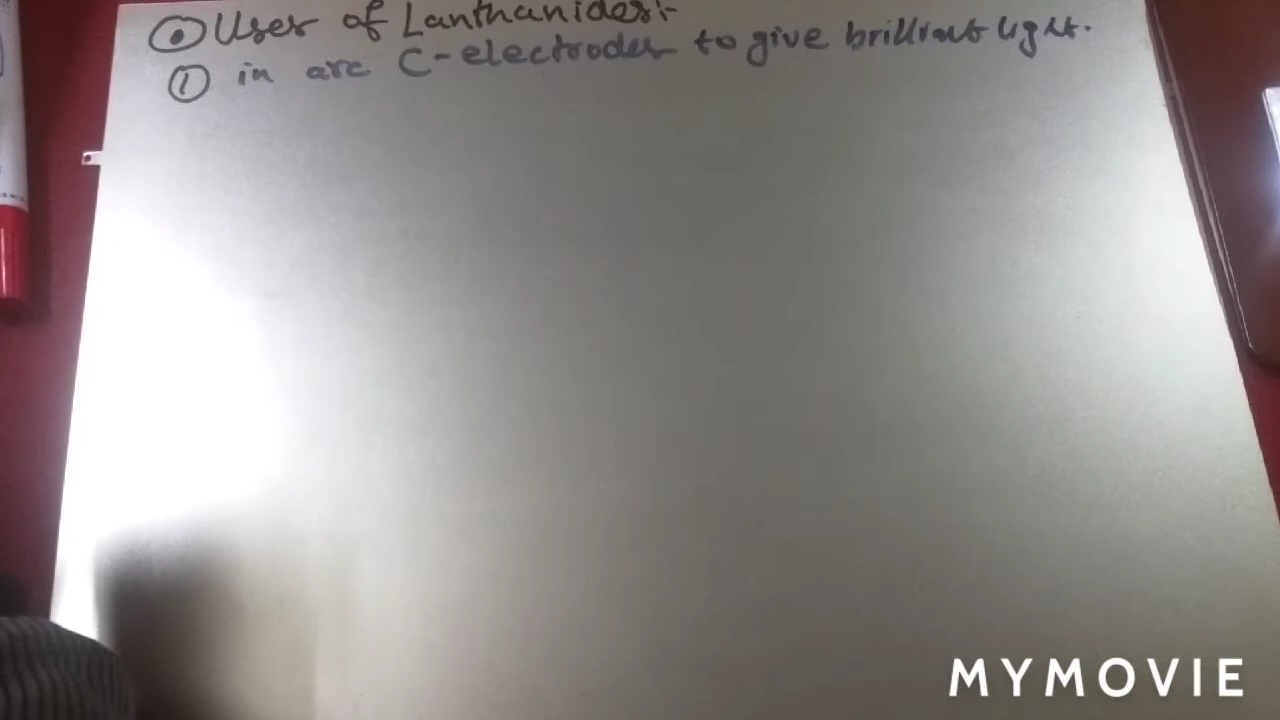 Uses of Lanthanides:-
① in arc C-electrodes to give brilliant light.
MYMOVIE